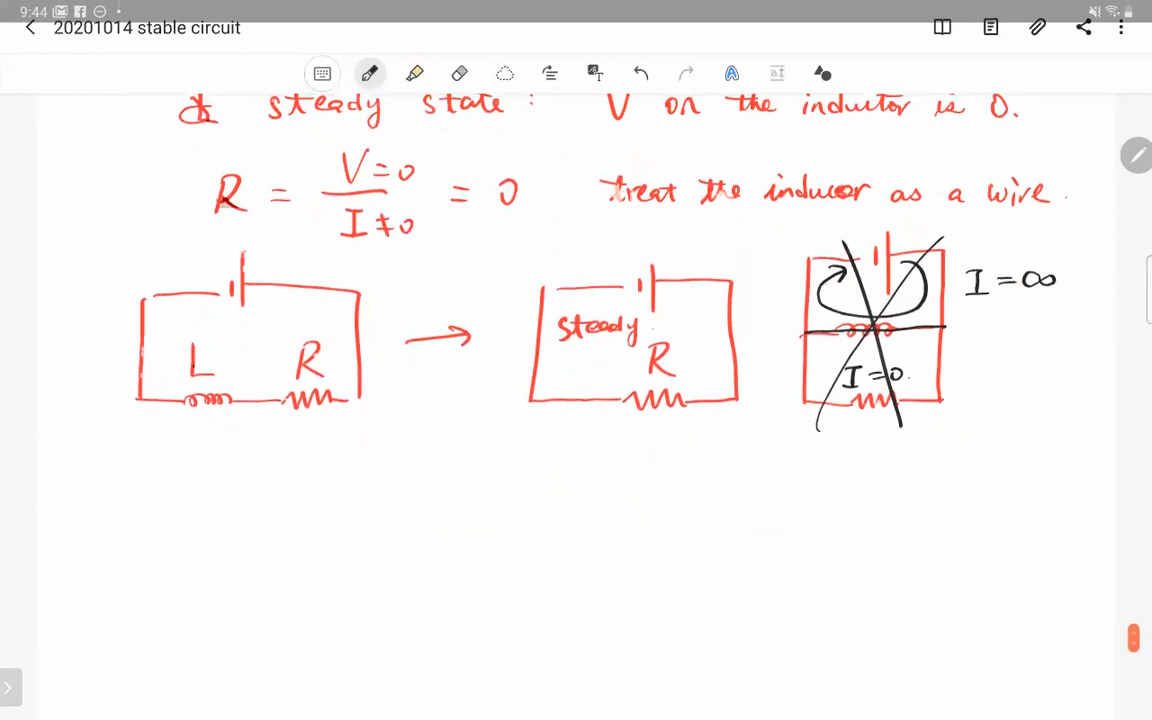 9:44
20201014 stable circuit
☆ steady state : V on the inductor is 0.
R = V=0 / I≠0 = 0 treat the inducor as a wire.
I=∞
steady
L R
R
I=0.